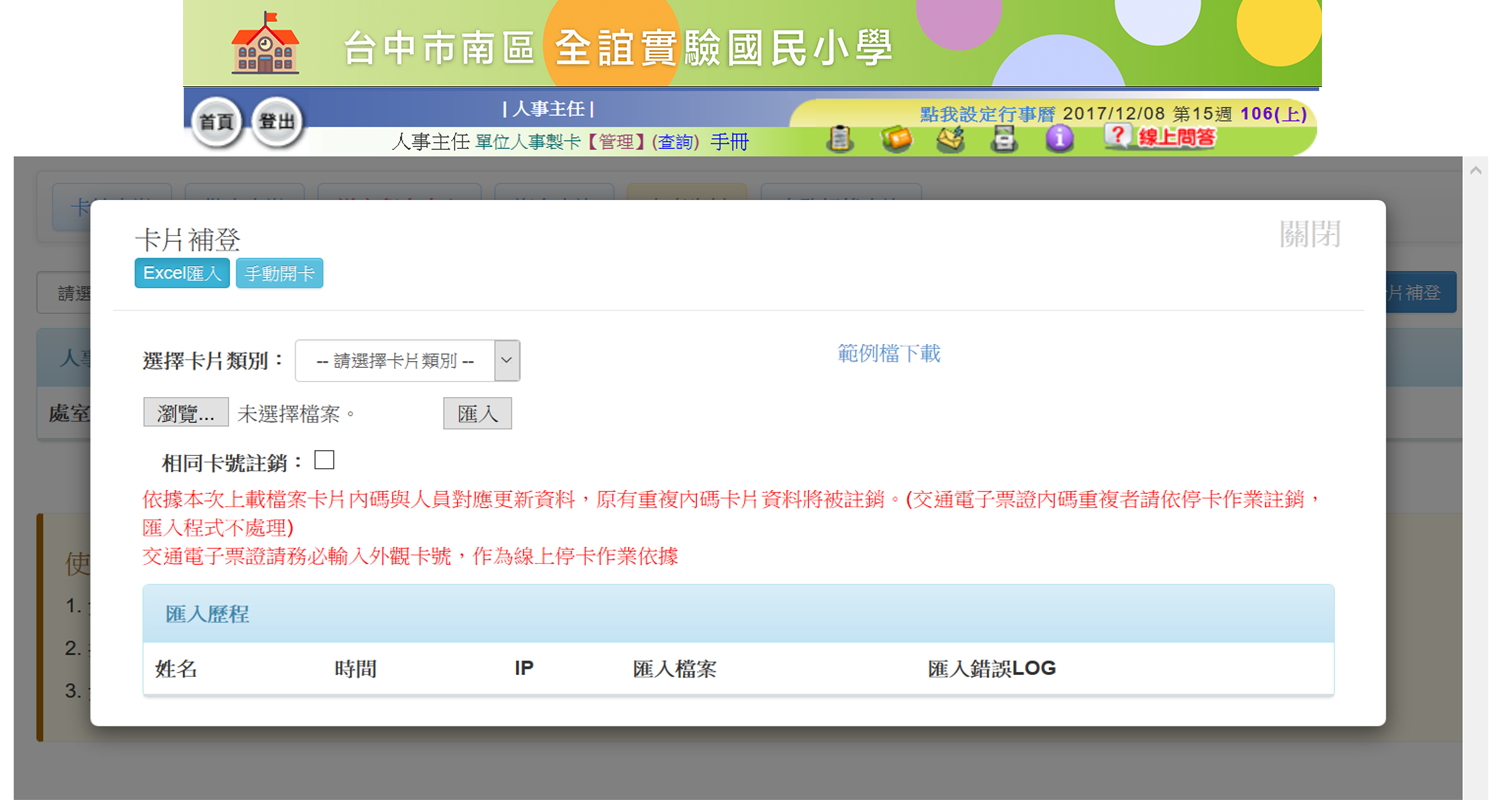 台中市南區 全誼實驗國民小學
首頁 登出 | 人事主任 | 點我設定行事曆 2017/12/08 第15週 106(上)
人事主任 單位人事製卡【管理】(查詢) 手冊 ? 線上問答
卡片補登 關閉
Excel匯入 手動開卡
請選 片補登
選擇卡片類別： -- 請選擇卡片類別 -- 範例檔下載
人事
瀏覽... 未選擇檔案。 匯入
處室
相同卡號註銷：
依據本次上載檔案卡片內碼與人員對應更新資料，原有重複內碼卡片資料將被註銷。(交通電子票證內碼重複者請依停卡作業註銷，
匯入程式不處理)
交通電子票證請務必輸入外觀卡號，作為線上停卡作業依據
使
1.
匯入歷程
2.
姓名 時間 IP 匯入檔案 匯入錯誤LOG
3.